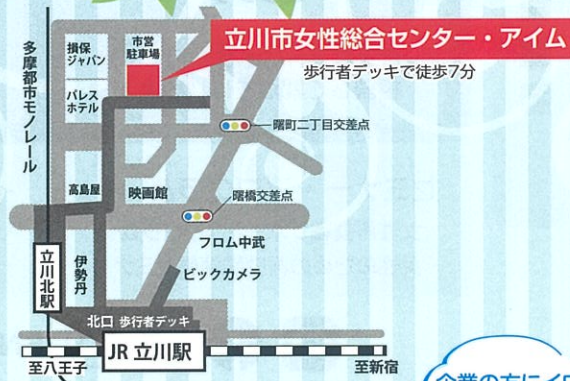 立川市女性総合センター・アイム
歩行者デッキで徒歩7分
多摩都市モノレール
損保
ジャパン
市営
駐車場
パレス
ホテル
曙町二丁目交差点
高島屋
映画館
曙橋交差点
フロム中武
立川北駅
伊勢丹
ビックカメラ
北口 歩行者デッキ
JR 立川駅
至八王子
至新宿